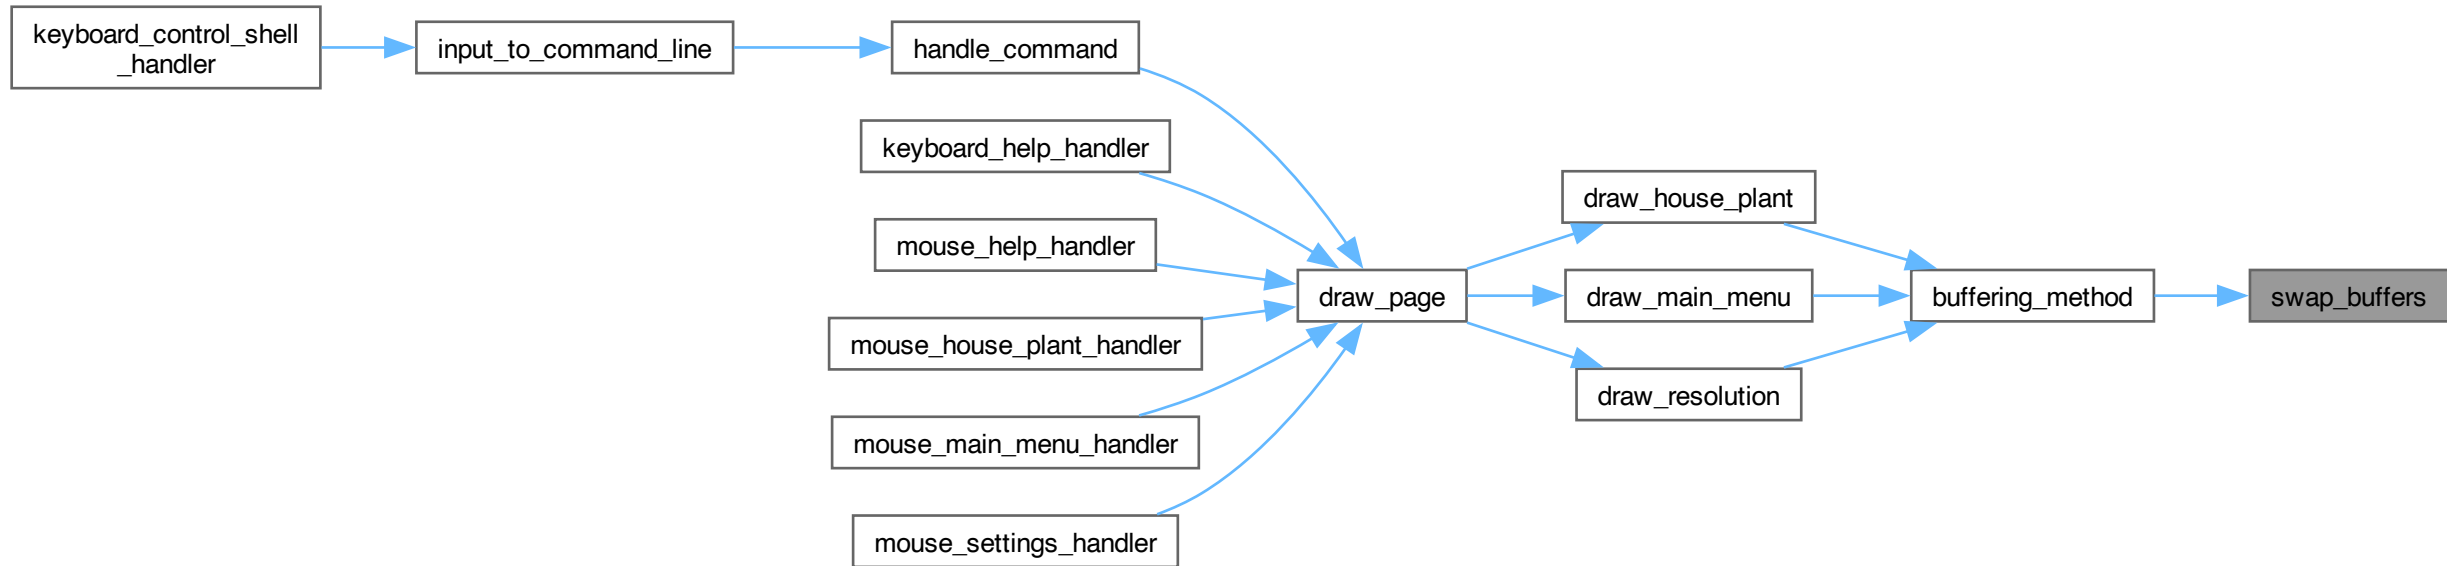 keyboard_control_shell
_handler
input_to_command_line
handle_command
keyboard_help_handler
mouse_help_handler
mouse_house_plant_handler
mouse_main_menu_handler
mouse_settings_handler
draw_page
draw_house_plant
draw_main_menu
draw_resolution
buffering_method
swap_buffers